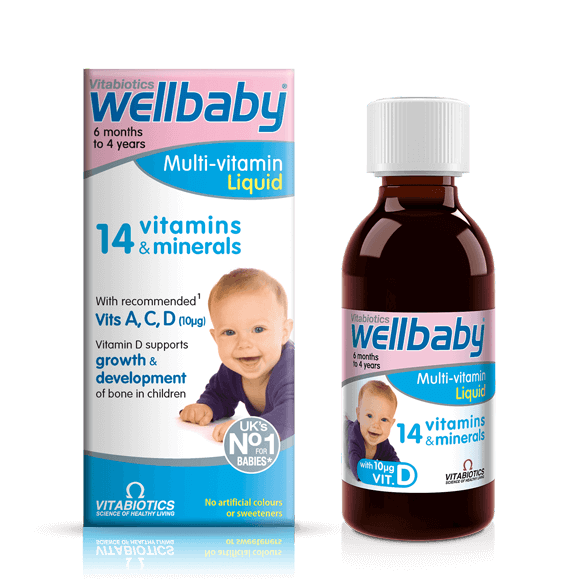 Vitabiotics
wellbaby®
6 months
to 4 years
Multi-vitamin
Liquid
14 vitamins
& minerals
With recommended¹
Vits A, C, D (10µg)
Vitamin D supports
growth &
development
of bone in children
UK's
No1
FOR
BABIES*
VITABIOTICS
SCIENCE OF HEALTHY LIVING
No artificial colours
or sweeteners
Vitabiotics
wellbaby®
6 months
to 4 years
Multi-vitamin
Liquid
14 vitamins
& minerals
with 10µg
VIT. D
VITABIOTICS
SCIENCE OF HEALTHY LIVING